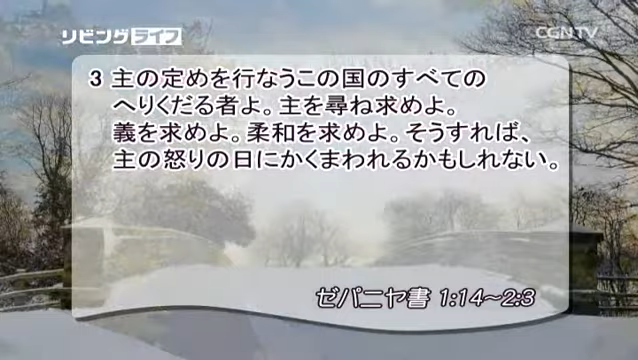 リビングライフ
CGNTV
3 主の定めを行なうこの国のすべての
へりくだる者よ。主を尋ね求めよ。
義を求めよ。柔和を求めよ。そうすれば、
主の怒りの日にかくまわれるかもしれない。
ゼパニヤ書 1:14～2:3